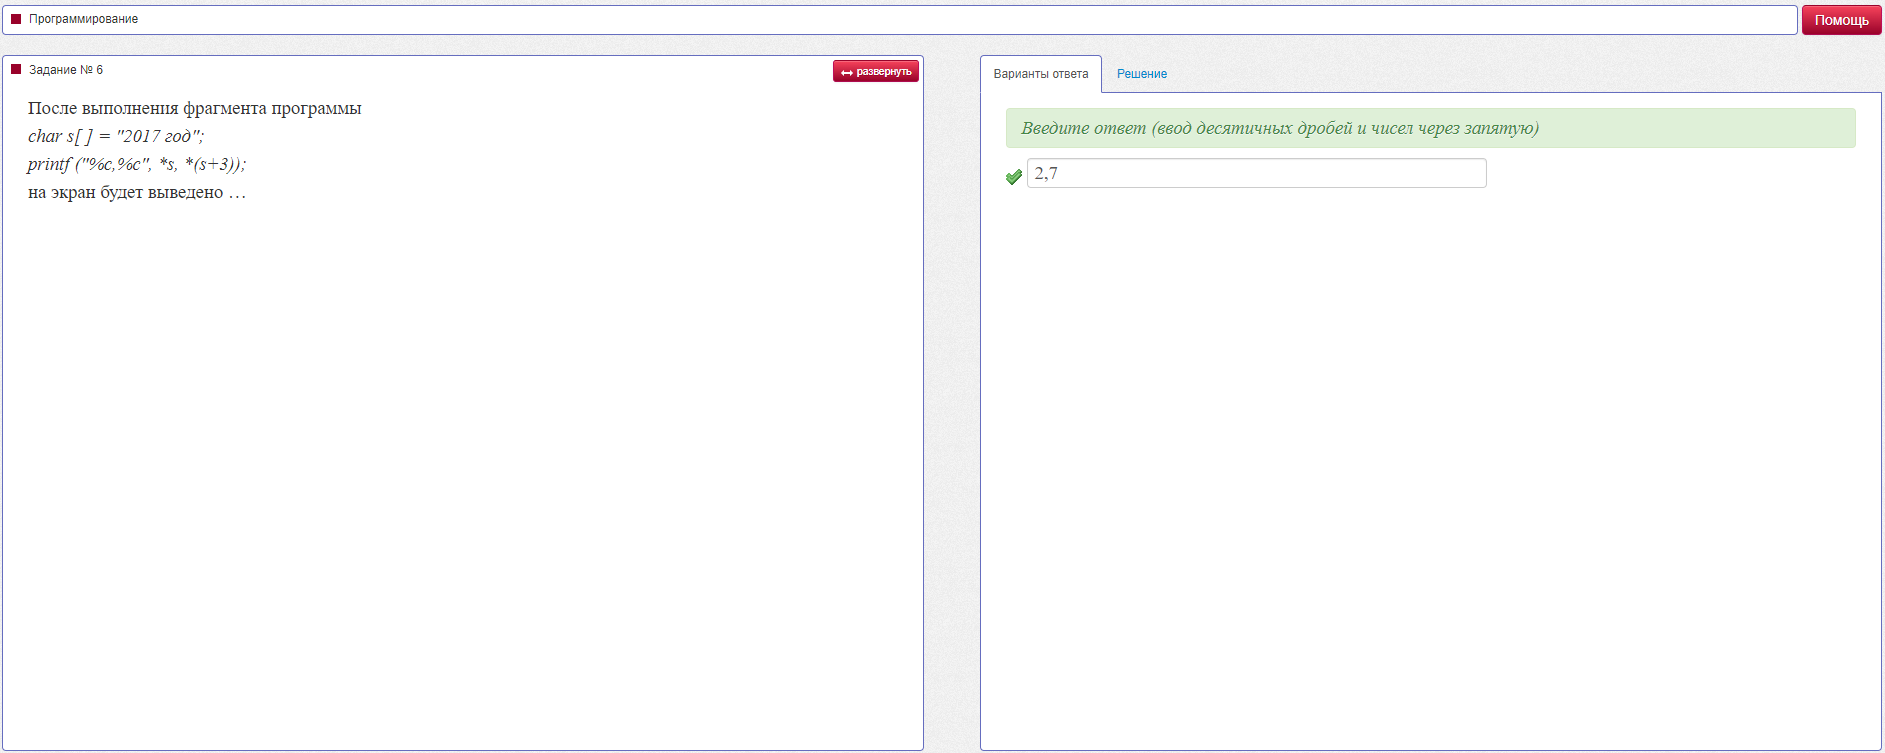 Программирование
Помощь
Задание № 6
развернуть
После выполнения фрагмента программы
char s[ ] = "2017 год";
printf ("%c,%c", *s, *(s+3));
на экран будет выведено …
Варианты ответа
Решение
Введите ответ (ввод десятичных дробей и чисел через запятую)
2,7